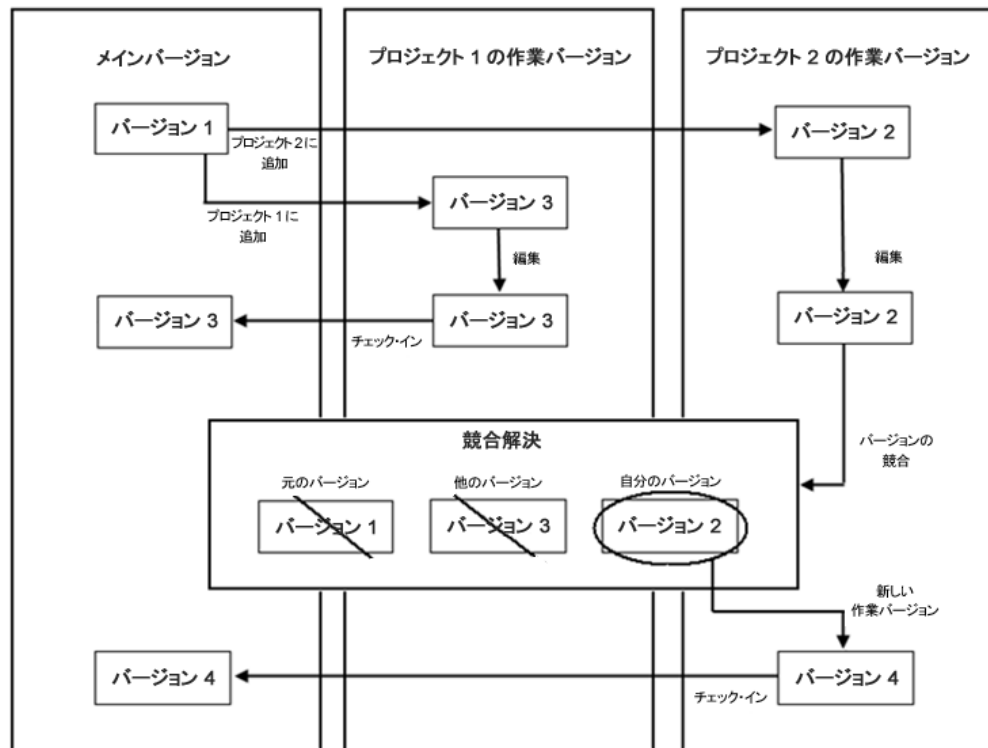 メインバージョン
プロジェクト 1 の作業バージョン
プロジェクト 2 の作業バージョン
バージョン 1
バージョン 2
プロジェクト2に
追加
バージョン 3
プロジェクト1に
追加
編集
編集
バージョン 3
バージョン 3
バージョン 2
チェック・イン
競合解決
バージョンの
競合
元のバージョン
他のバージョン
自分のバージョン
バージョン 1
バージョン 3
バージョン 2
新しい
作業バージョン
バージョン 4
バージョン 4
チェック・イン